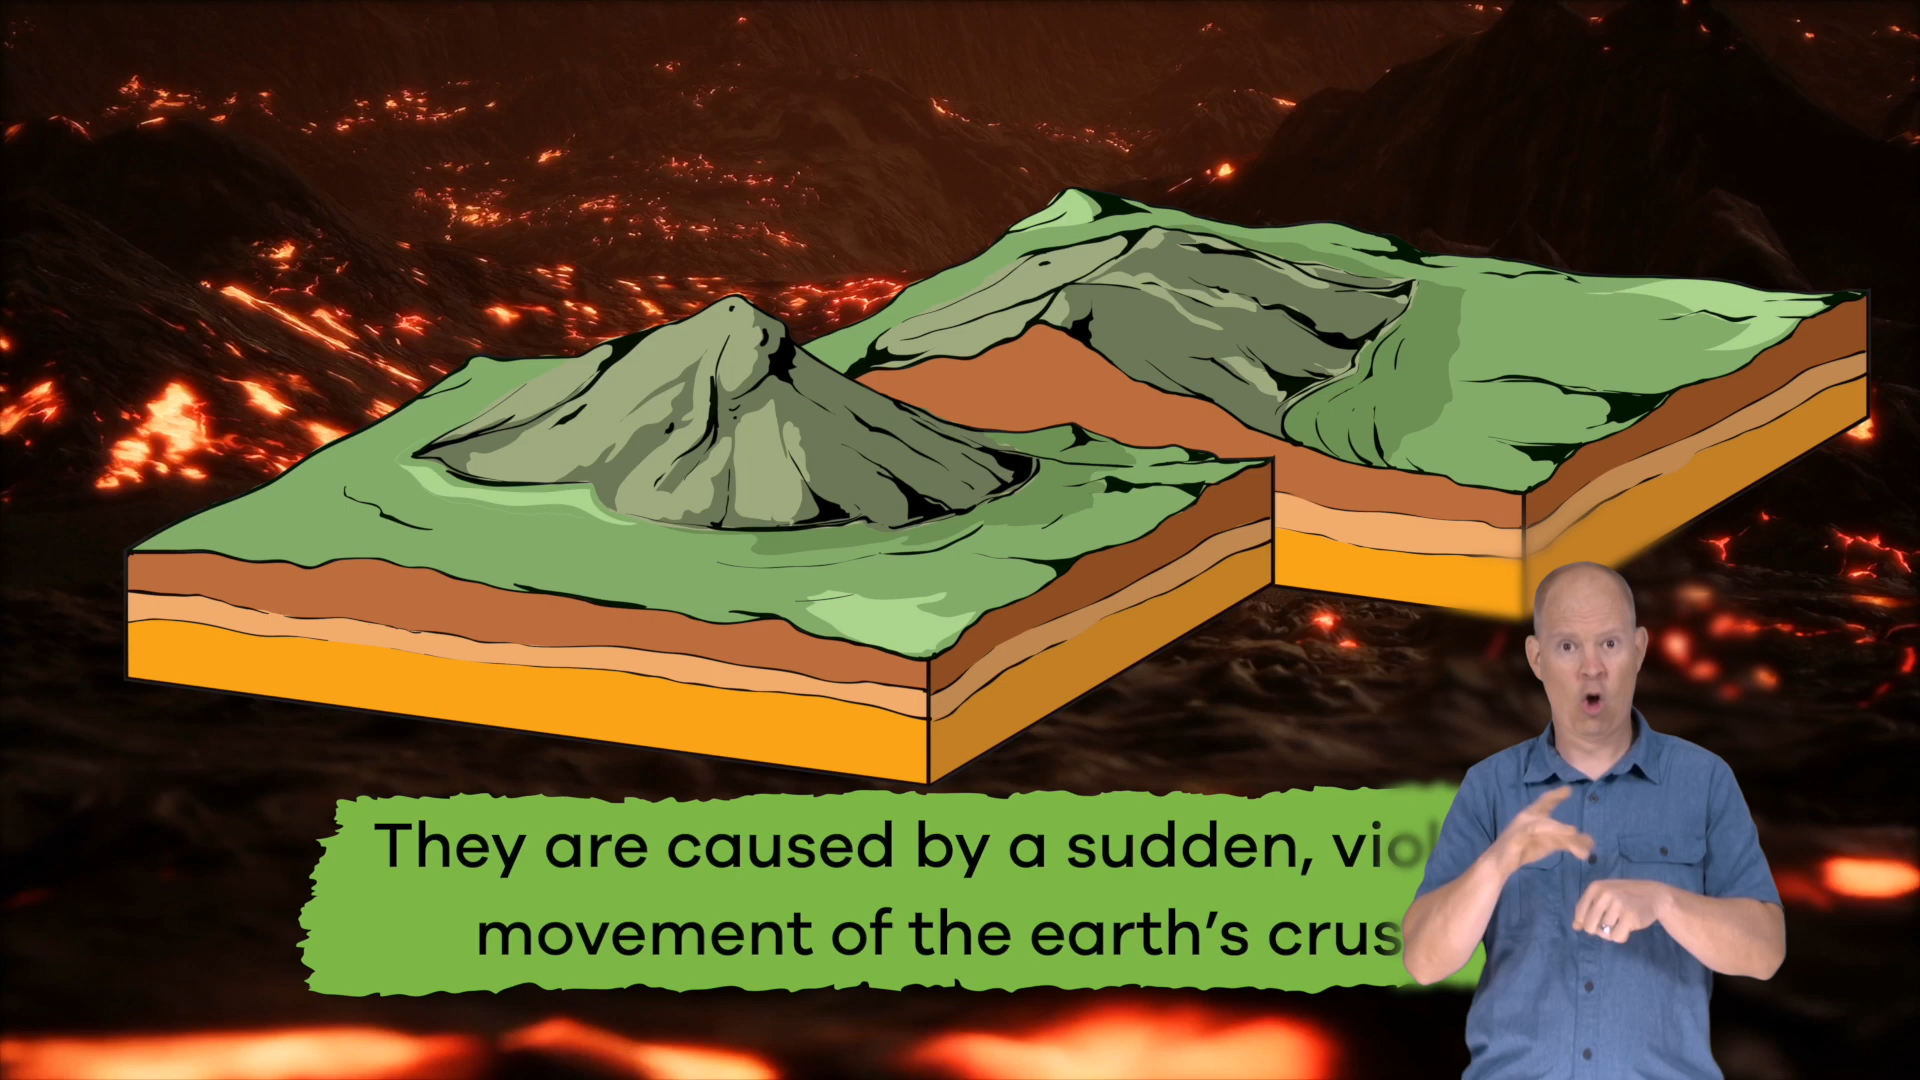 They are caused by a sudden,
movement of the earth's